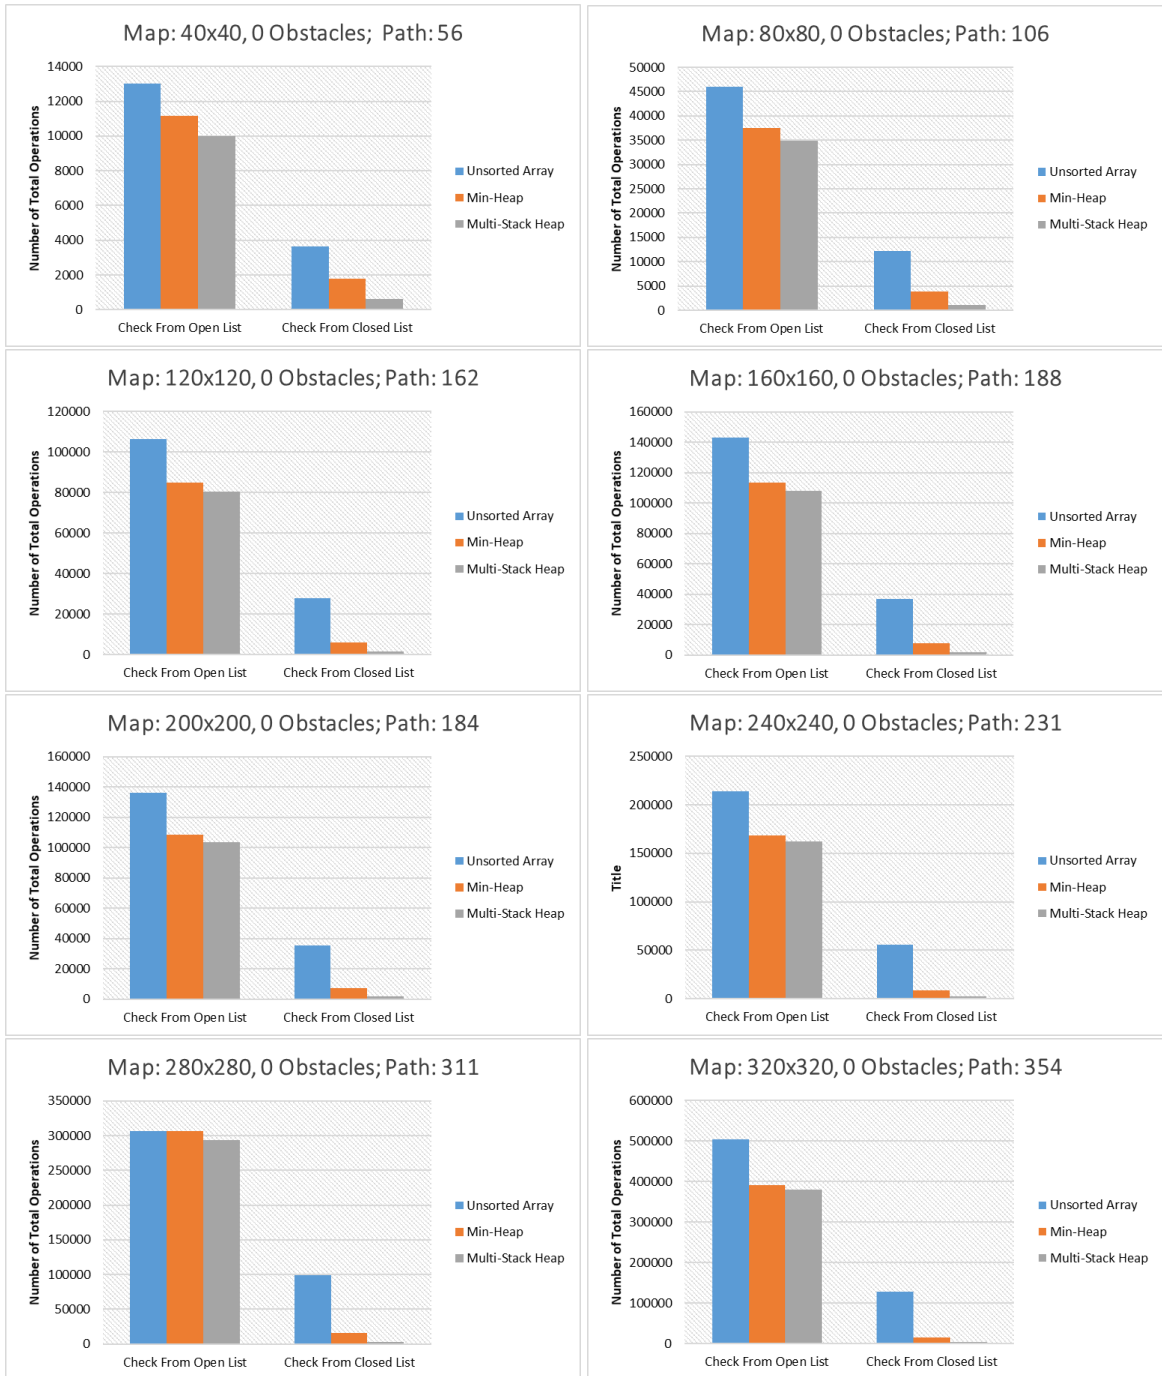 Map: 40x40, 0 Obstacles; Path: 56
14000
12000
10000
8000
6000
4000
2000
0
Number of Total Operations
Check From Open List
Check From Closed List
Unsorted Array
Min-Heap
Multi-Stack Heap
Map: 80x80, 0 Obstacles; Path: 106
50000
45000
40000
35000
30000
25000
20000
15000
10000
5000
0
Number of Total Operations
Check From Open List
Check From Closed List
Unsorted Array
Min-Heap
Multi-Stack Heap
Map: 120x120, 0 Obstacles; Path: 162
120000
100000
80000
60000
40000
20000
0
Number of Total Operations
Check From Open List
Check From Closed List
Unsorted Array
Min-Heap
Multi-Stack Heap
Map: 160x160, 0 Obstacles; Path: 188
160000
140000
120000
100000
80000
60000
40000
20000
0
Number of Total Operations
Check From Open List
Check From Closed List
Unsorted Array
Min-Heap
Multi-Stack Heap
Map: 200x200, 0 Obstacles; Path: 184
160000
140000
120000
100000
80000
60000
40000
20000
0
Number of Total Operations
Check From Open List
Check From Closed List
Unsorted Array
Min-Heap
Multi-Stack Heap
Map: 240x240, 0 Obstacles; Path: 231
250000
200000
150000
100000
50000
0
Title
Check From Open List
Check From Closed List
Unsorted Array
Min-Heap
Multi-Stack Heap
Map: 280x280, 0 Obstacles; Path: 311
350000
300000
250000
200000
150000
100000
50000
0
Number of Total Operations
Check From Open List
Check From Closed List
Unsorted Array
Min-Heap
Multi-Stack Heap
Map: 320x320, 0 Obstacles; Path: 354
600000
500000
400000
300000
200000
100000
0
Number of Total Operations
Check From Open List
Check From Closed List
Unsorted Array
Min-Heap
Multi-Stack Heap